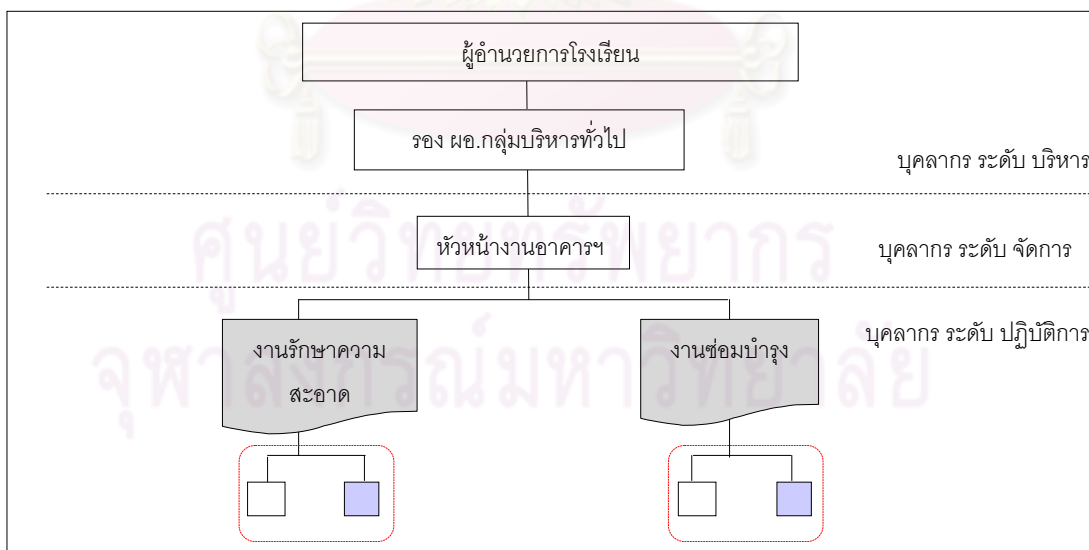 ผู้อำนวยการโรงเรียน
รอง ผอ.กลุ่มบริหารทั่วไป
บุคลากร ระดับ บริหาร
หัวหน้างานอาคารฯ
บุคลากร ระดับ จัดการ
ศูนย์วิทยทรัพยากร
บุคลากร ระดับ ปฏิบัติการ
งานรักษาความ
สะอาด
งานซ่อมบำรุง
จุฬาลงกรณ์มหาวิทยาลัย